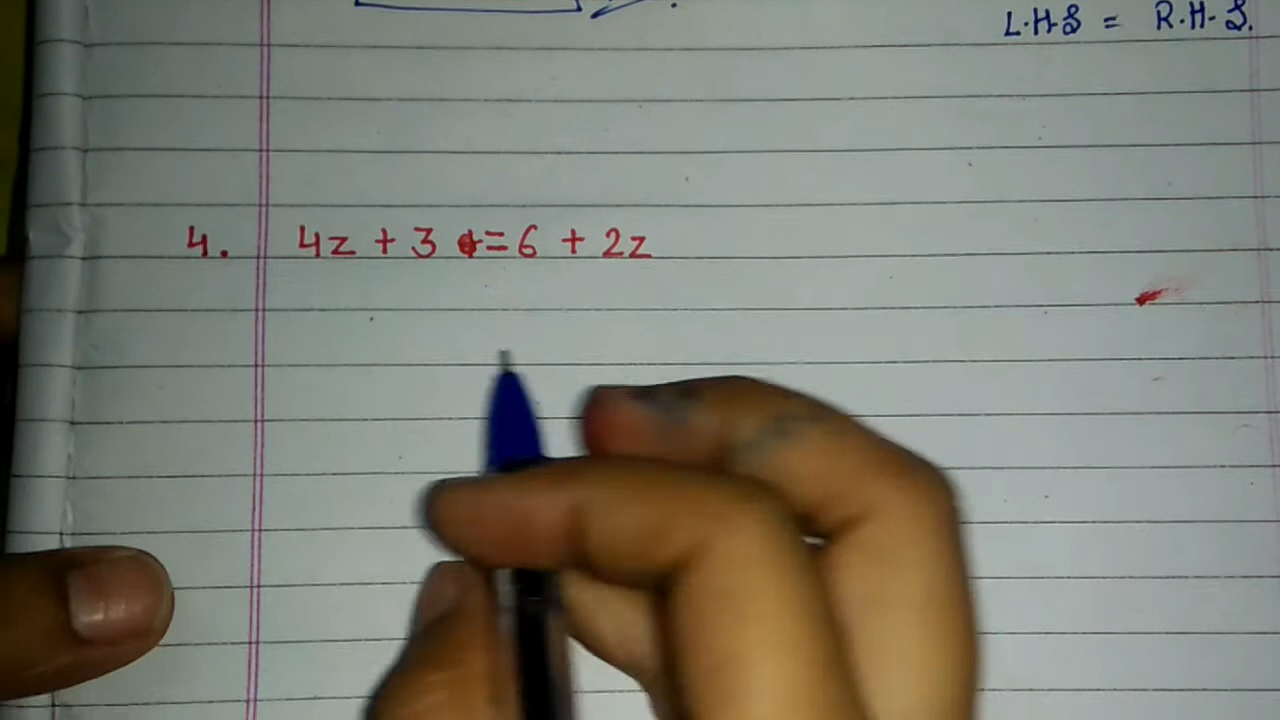 L.H.S = R.H.S.
4. 4z + 3 = 6 + 2z